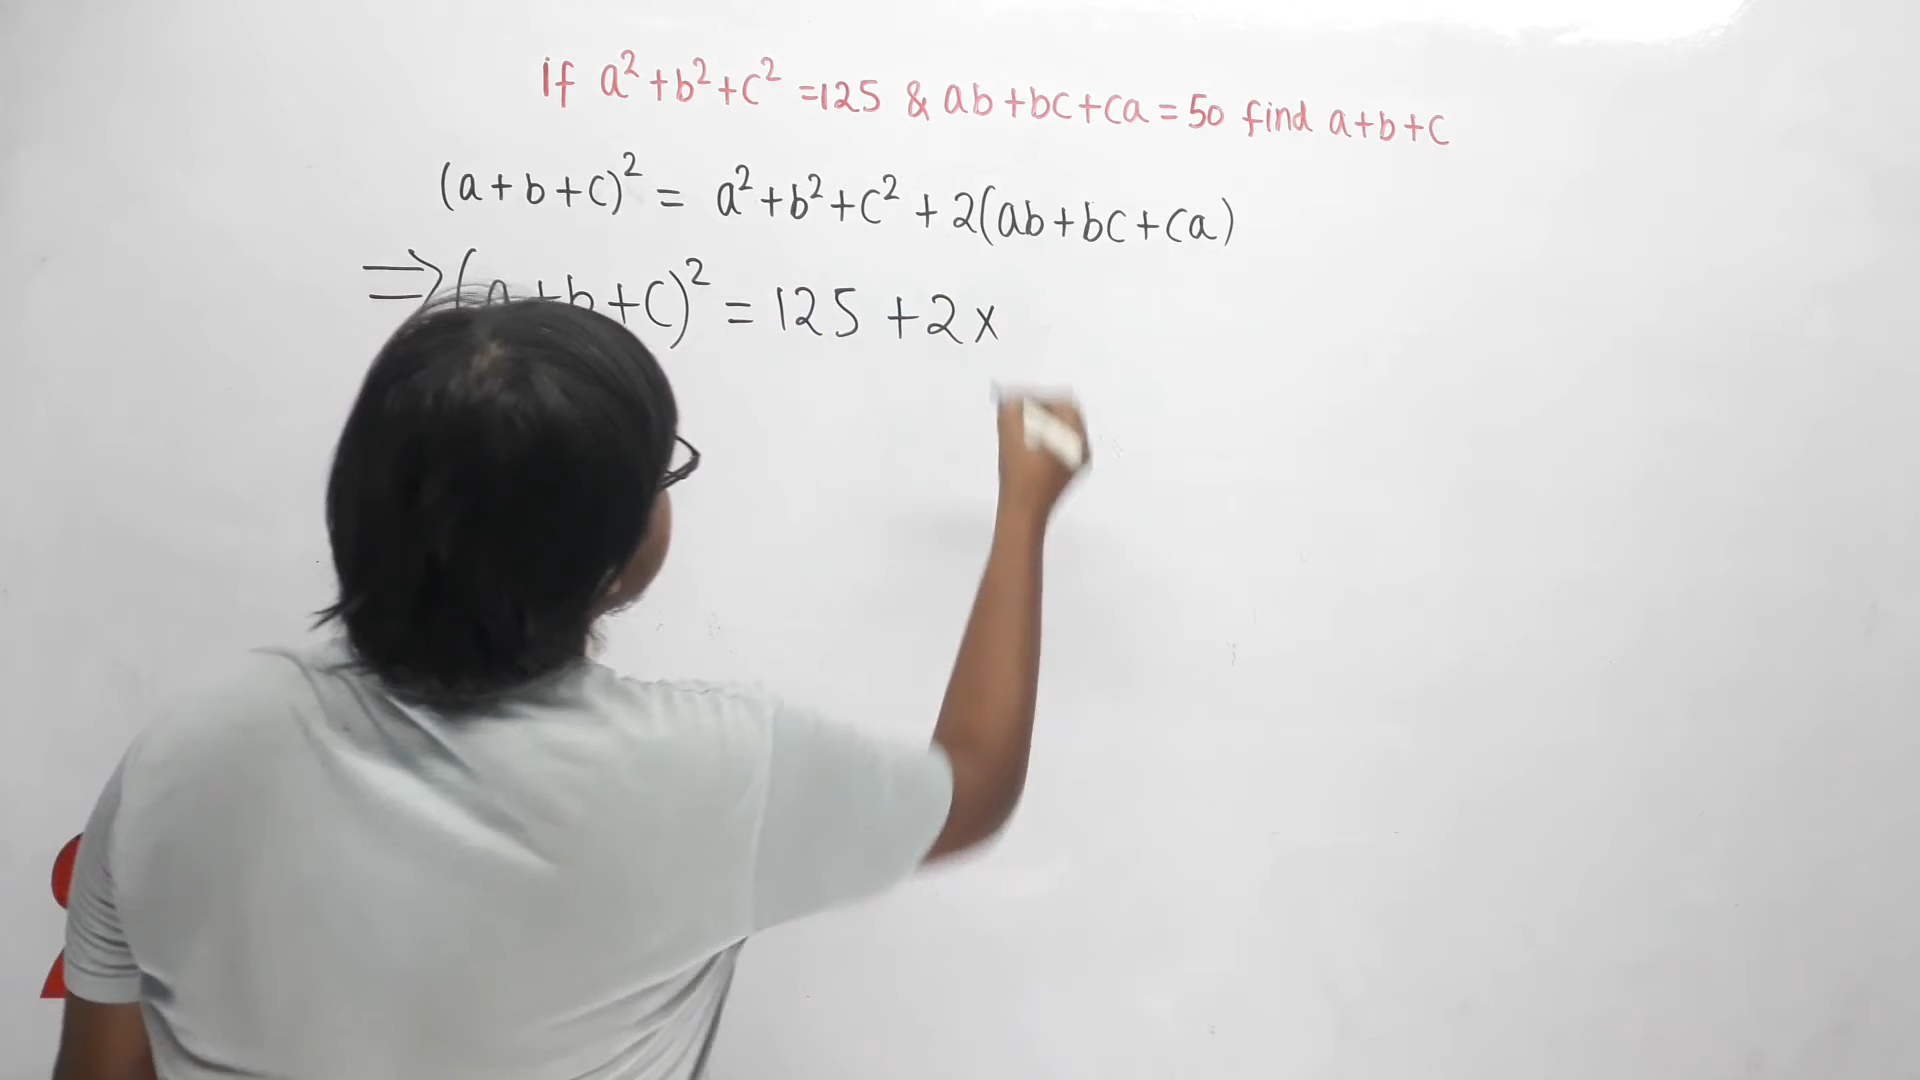 If a²+b²+c² =125 & ab+bc+ca=50 find a+b+c
(a+b+c)² = a²+b²+c² + 2(ab+bc+ca)
⇒(a+b+c)² = 125 + 2x